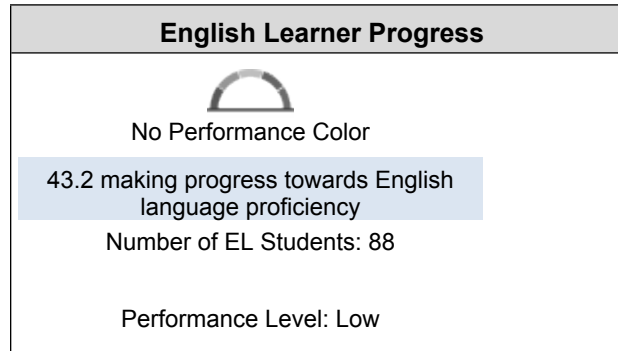 English Learner Progress
No Performance Color
43.2 making progress towards English
language proficiency
Number of EL Students: 88
Performance Level: Low